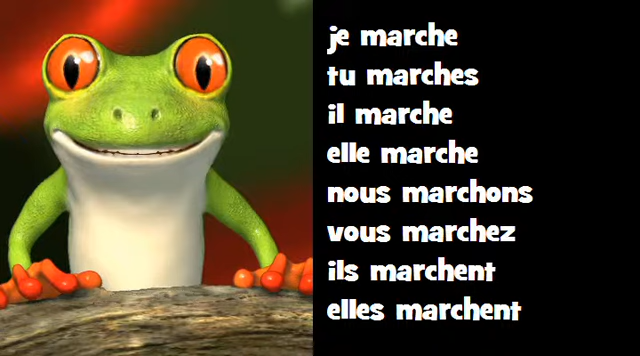 je marche
tu marches
il marche
elle marche
nous marchons
vous marchez
ils marchent
elles marchent